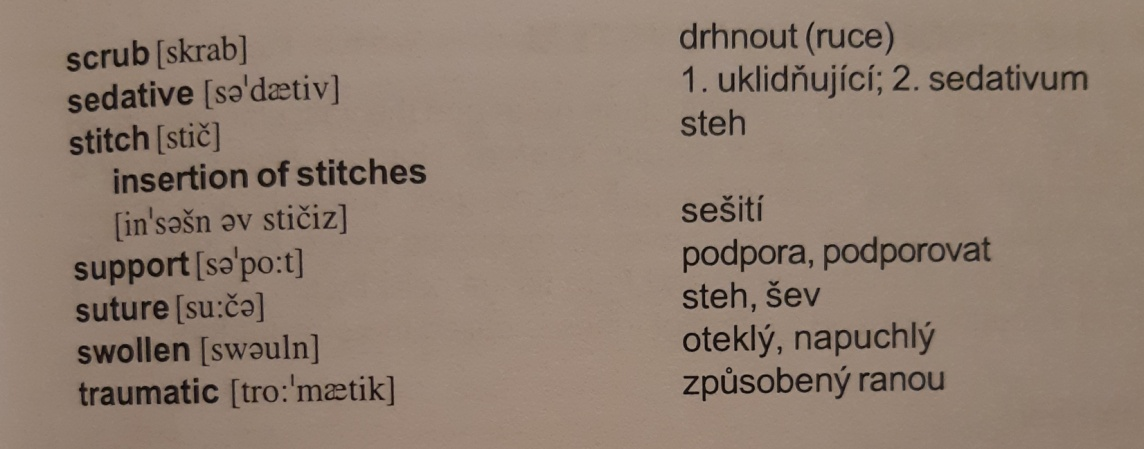 scrub [skrab] drhnout (ruce)
sedative [səˈdætiv] 1. uklidňující; 2. sedativum
stitch [stič] steh
insertion of stitches
[inˈsəšn əv stičiz] sešití
support [səˈpo:t] podpora, podporovat
suture [su:čə] steh, šev
swollen [swəuln] oteklý, napuchlý
traumatic [tro:ˈmætik] způsobený ranou